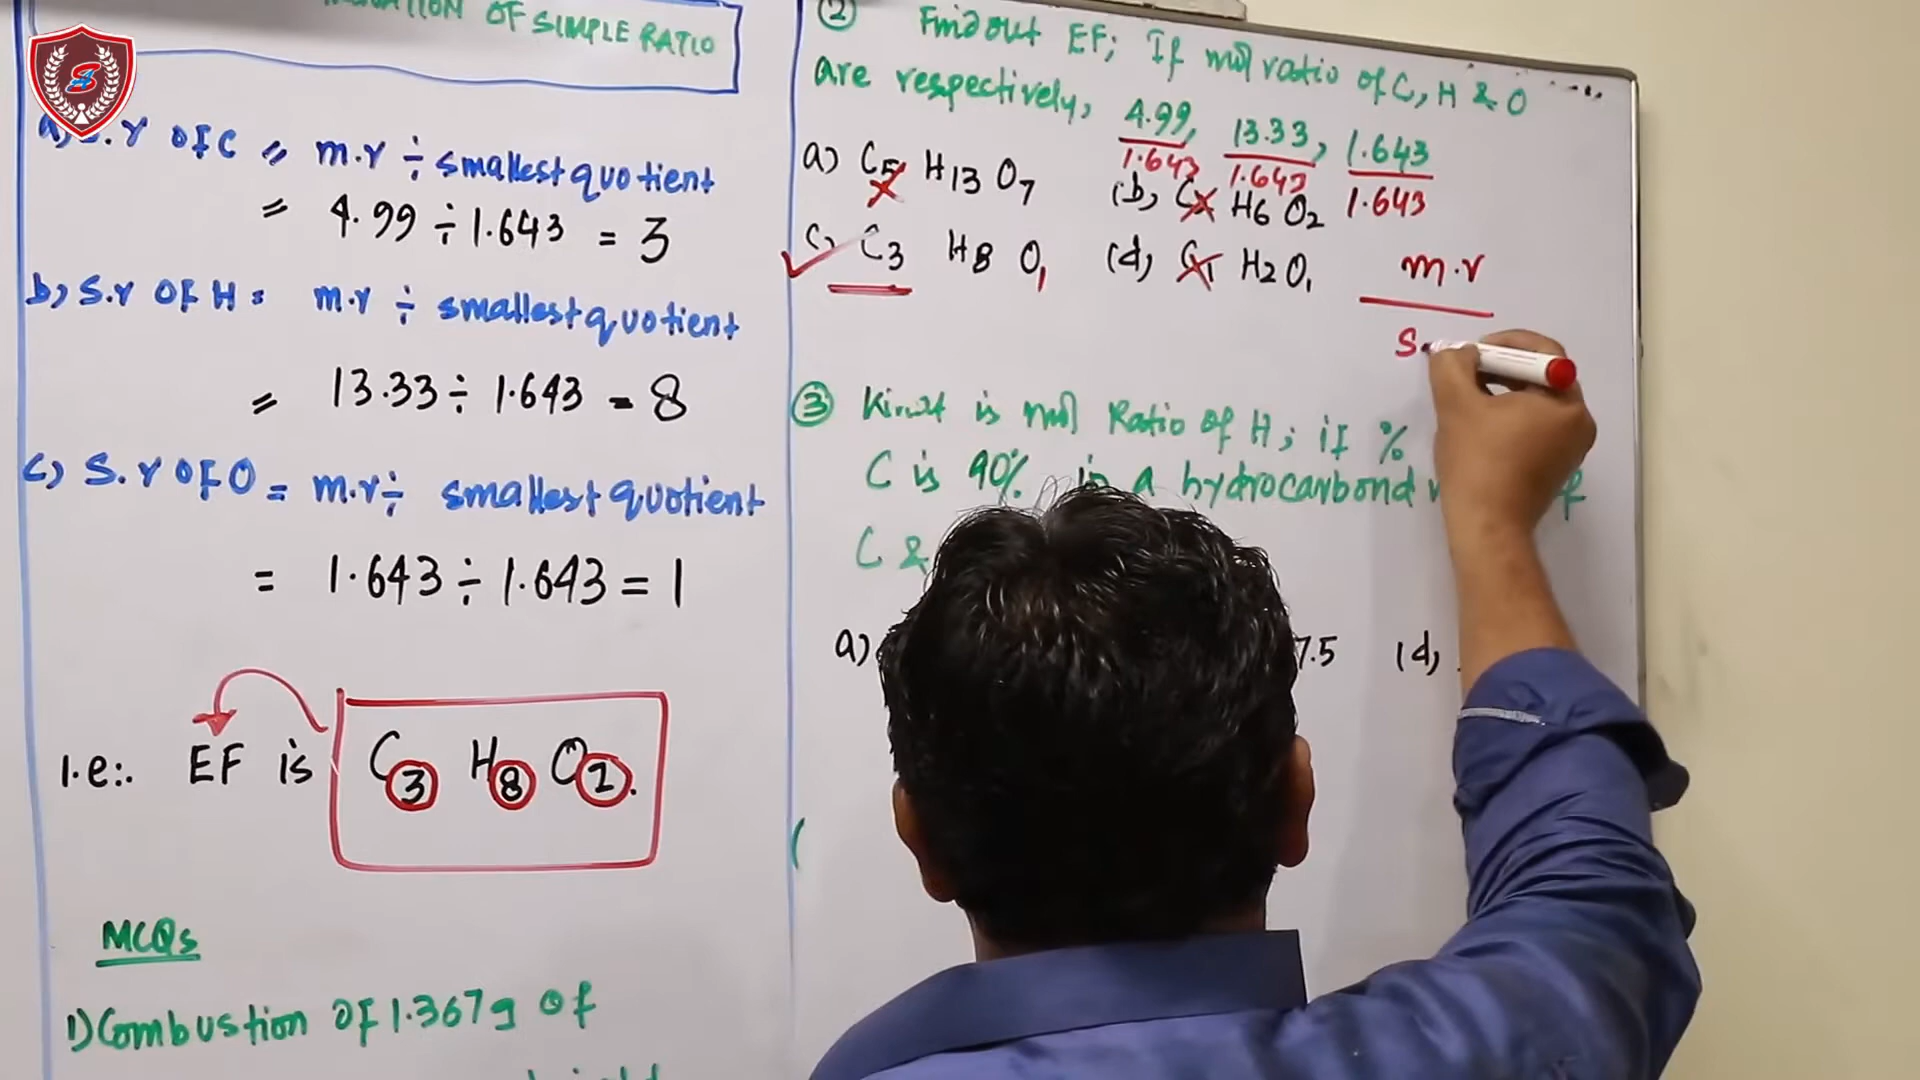 OF SIMPLE RATIO
a) S.r of C = m.r ÷ smallest quotient
= 4.99 ÷ 1.643 = 3
b) S.r OF H = m.r ÷ smallest quotient
= 13.33 ÷ 1.643 = 8
c) S.r of O = m.r ÷ smallest quotient
= 1.643 ÷ 1.643 = 1
I.e:. EF is C3 H8 O1.
MCQs
1) Combustion of 1.367g of
② Find out EF; If mol ratio of C, H & O
are respectively, 4.99, 13.33, 1.643
1.643 1.643 1.643
a) C5 H13 O7 (b) H6 O2
c) C3 H8 O1 (d) C1 H2 O1
m.r
S.
③ is mol Ratio of H; if %
C is 90% in a hydrocarbond
C &
a) 7.5 (d)